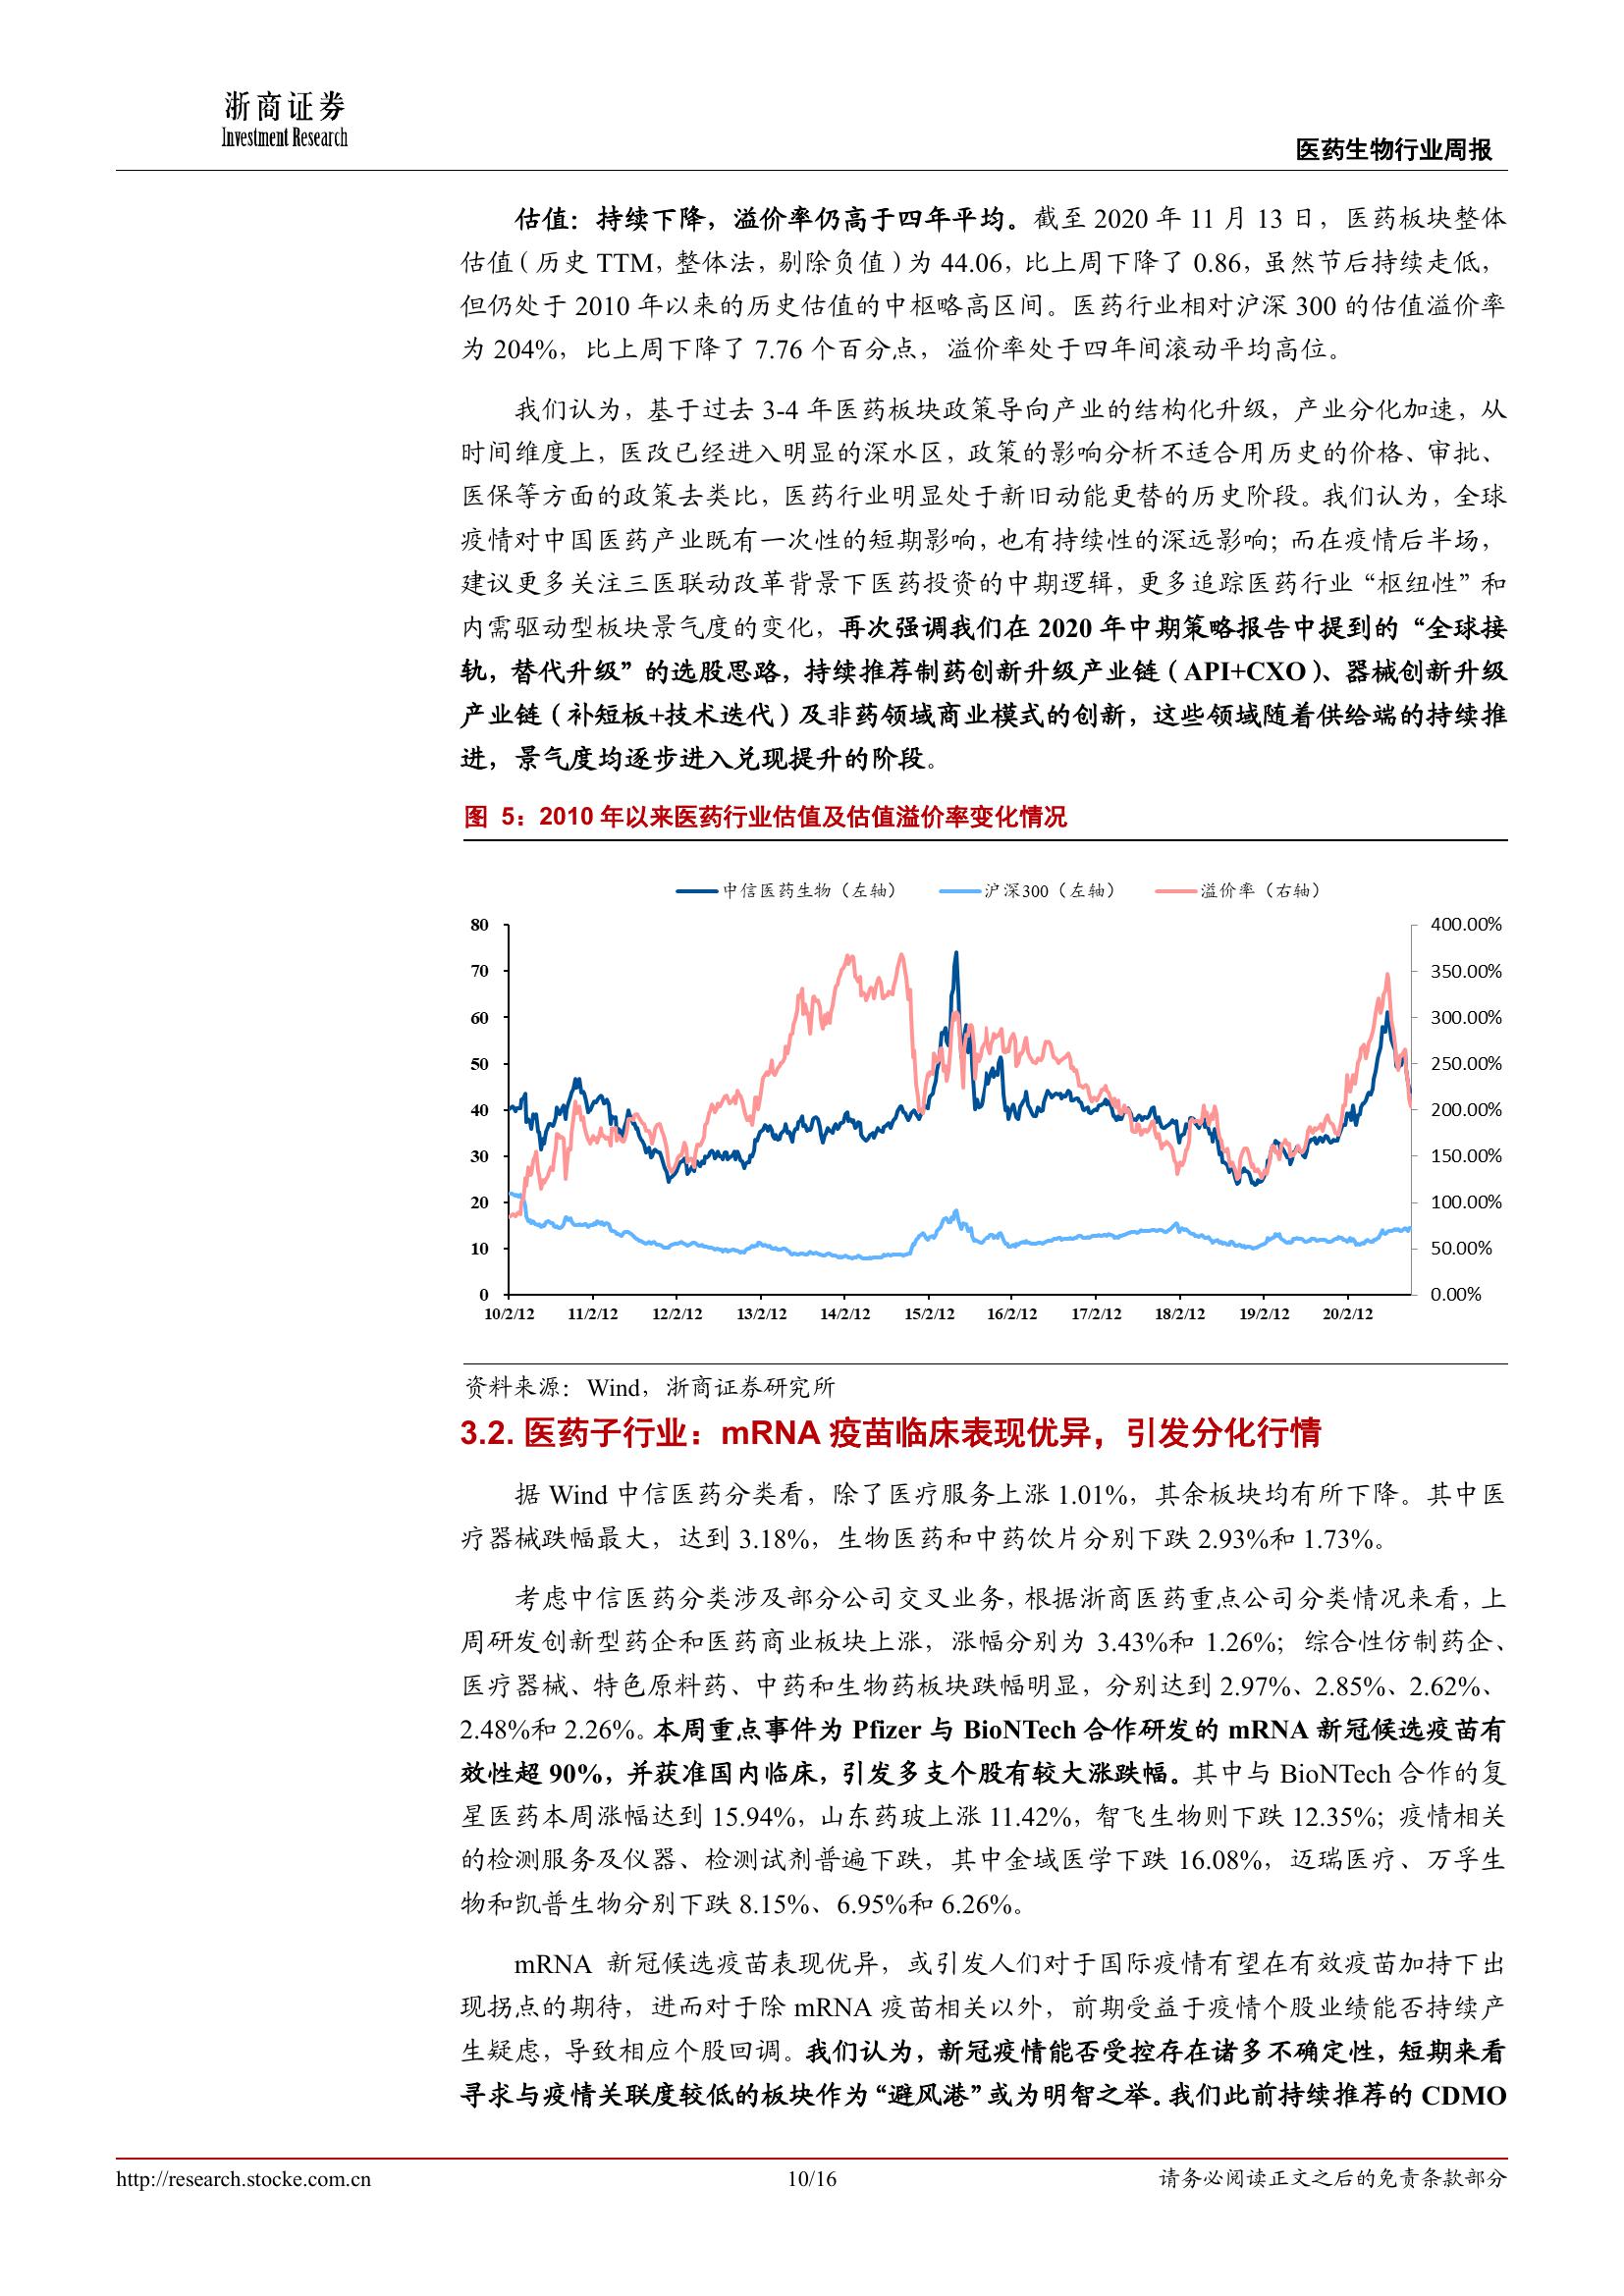 浙商证券
Investment Research
医药生物行业周报
估值：持续下降，溢价率仍高于四年平均。截至 2020 年 11 月 13 日，医药板块整体
估值（历史 TTM，整体法，剔除负值）为 44.06，比上周下降了 0.86，虽然节后持续走低，
但仍处于 2010 年以来的历史估值的中枢略高区间。医药行业相对沪深 300 的估值溢价率
为 204%，比上周下降了 7.76 个百分点，溢价率处于四年间滚动平均高位。
我们认为，基于过去 3-4 年医药板块政策导向产业的结构化升级，产业分化加速，从
时间维度上，医改已经进入明显的深水区，政策的影响分析不适合用历史的价格、审批、
医保等方面的政策去类比，医药行业明显处于新旧动能更替的历史阶段。我们认为，全球
疫情对中国医药产业既有一次性的短期影响，也有持续性的深远影响；而在疫情后半场，
建议更多关注三医联动改革背景下医药投资的中期逻辑，更多追踪医药行业“枢纽性”和
内需驱动型板块景气度的变化，再次强调我们在 2020 年中期策略报告中提到的“全球接
轨，替代升级”的选股思路，持续推荐制药创新升级产业链（API+CXO）、器械创新升级
产业链（补短板+技术迭代）及非药领域商业模式的创新，这些领域随着供给端的持续推
进，景气度均逐步进入兑现提升的阶段。
图 5：2010 年以来医药行业估值及估值溢价率变化情况
中信医药生物（左轴） 沪深300（左轴） 溢价率（右轴）
80 400.00%
70 350.00%
60 300.00%
50 250.00%
40 200.00%
30 150.00%
20 100.00%
10 50.00%
0 0.00%
10/2/12 11/2/12 12/2/12 13/2/12 14/2/12 15/2/12 16/2/12 17/2/12 18/2/12 19/2/12 20/2/12
资料来源：Wind，浙商证券研究所
3.2. 医药子行业：mRNA 疫苗临床表现优异，引发分化行情
据 Wind 中信医药分类看，除了医疗服务上涨 1.01%，其余板块均有所下降。其中医
疗器械跌幅最大，达到 3.18%，生物医药和中药饮片分别下跌 2.93%和 1.73%。
考虑中信医药分类涉及部分公司交叉业务，根据浙商医药重点公司分类情况来看，上
周研发创新型药企和医药商业板块上涨，涨幅分别为 3.43%和 1.26%；综合性仿制药企、
医疗器械、特色原料药、中药和生物药板块跌幅明显，分别达到 2.97%、2.85%、2.62%、
2.48%和 2.26%。本周重点事件为 Pfizer 与 BioNTech 合作研发的 mRNA 新冠候选疫苗有
效性超 90%，并获准国内临床，引发多支个股有较大涨跌幅。其中与 BioNTech 合作的复
星医药本周涨幅达到 15.94%，山东药玻上涨 11.42%，智飞生物则下跌 12.35%；疫情相关
的检测服务及仪器、检测试剂普遍下跌，其中金域医学下跌 16.08%，迈瑞医疗、万孚生
物和凯普生物分别下跌 8.15%、6.95%和 6.26%。
mRNA 新冠候选疫苗表现优异，或引发人们对于国际疫情有望在有效疫苗加持下出
现拐点的期待，进而对于除 mRNA 疫苗相关以外，前期受益于疫情个股业绩能否持续产
生疑虑，导致相应个股回调。我们认为，新冠疫情能否受控存在诸多不确定性，短期来看
寻求与疫情关联度较低的板块作为“避风港”或为明智之举。我们此前持续推荐的 CDMO
http://research.stocke.com.cn 10/16 请务必阅读正文之后的免责条款部分